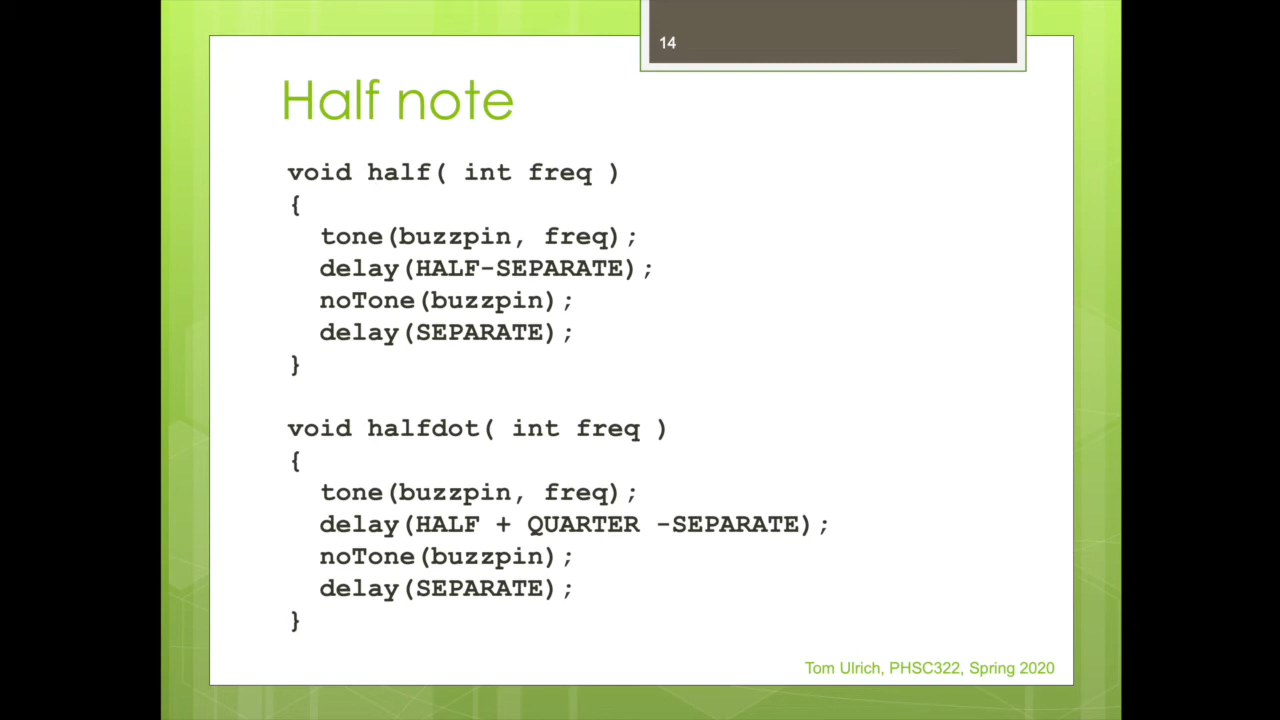 14
Half note
void half( int freq )
{
  tone(buzzpin, freq);
  delay(HALF-SEPARATE);
  noTone(buzzpin);
  delay(SEPARATE);
}
void halfdot( int freq )
{
  tone(buzzpin, freq);
  delay(HALF + QUARTER -SEPARATE);
  noTone(buzzpin);
  delay(SEPARATE);
}
Tom Ulrich, PHSC322, Spring 2020